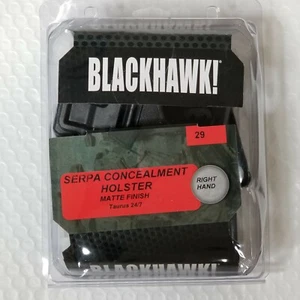 BLACKHAWK!
29
SERPA CONCEALMENT
HOLSTER
MATTE FINISH
Taurus 24/7
RIGHT
HAND
BLACKHAWK!